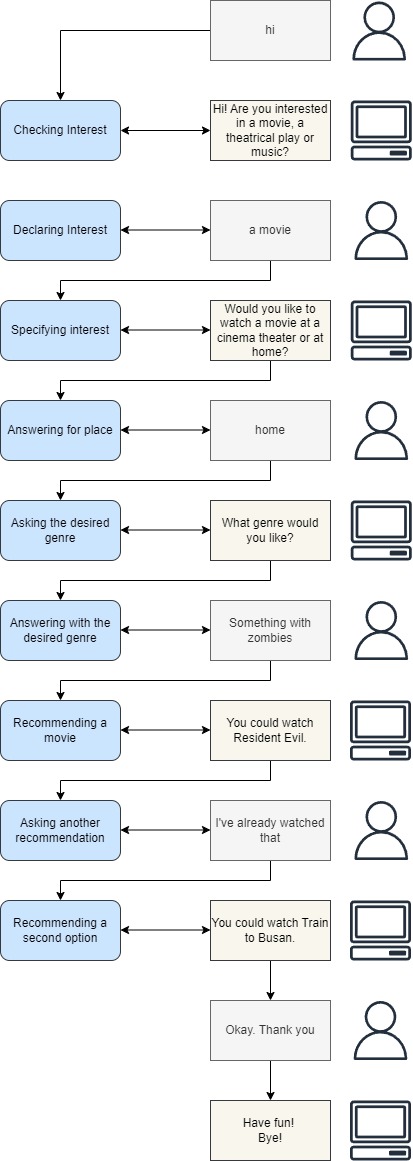 hi
Checking Interest
Hi! Are you interested
in a movie, a
theatrical play or
music?
Declaring Interest
a movie
Specifying interest
Would you like to
watch a movie at a
cinema theater or at
home?
Answering for place
home
Asking the desired
genre
What genre would
you like?
Answering with the
desired genre
Something with
zombies
Recommending a
movie
You could watch
Resident Evil.
Asking another
recommendation
I've already watched
that
Recommending a
second option
You could watch Train
to Busan.
Okay. Thank you
Have fun!
Bye!